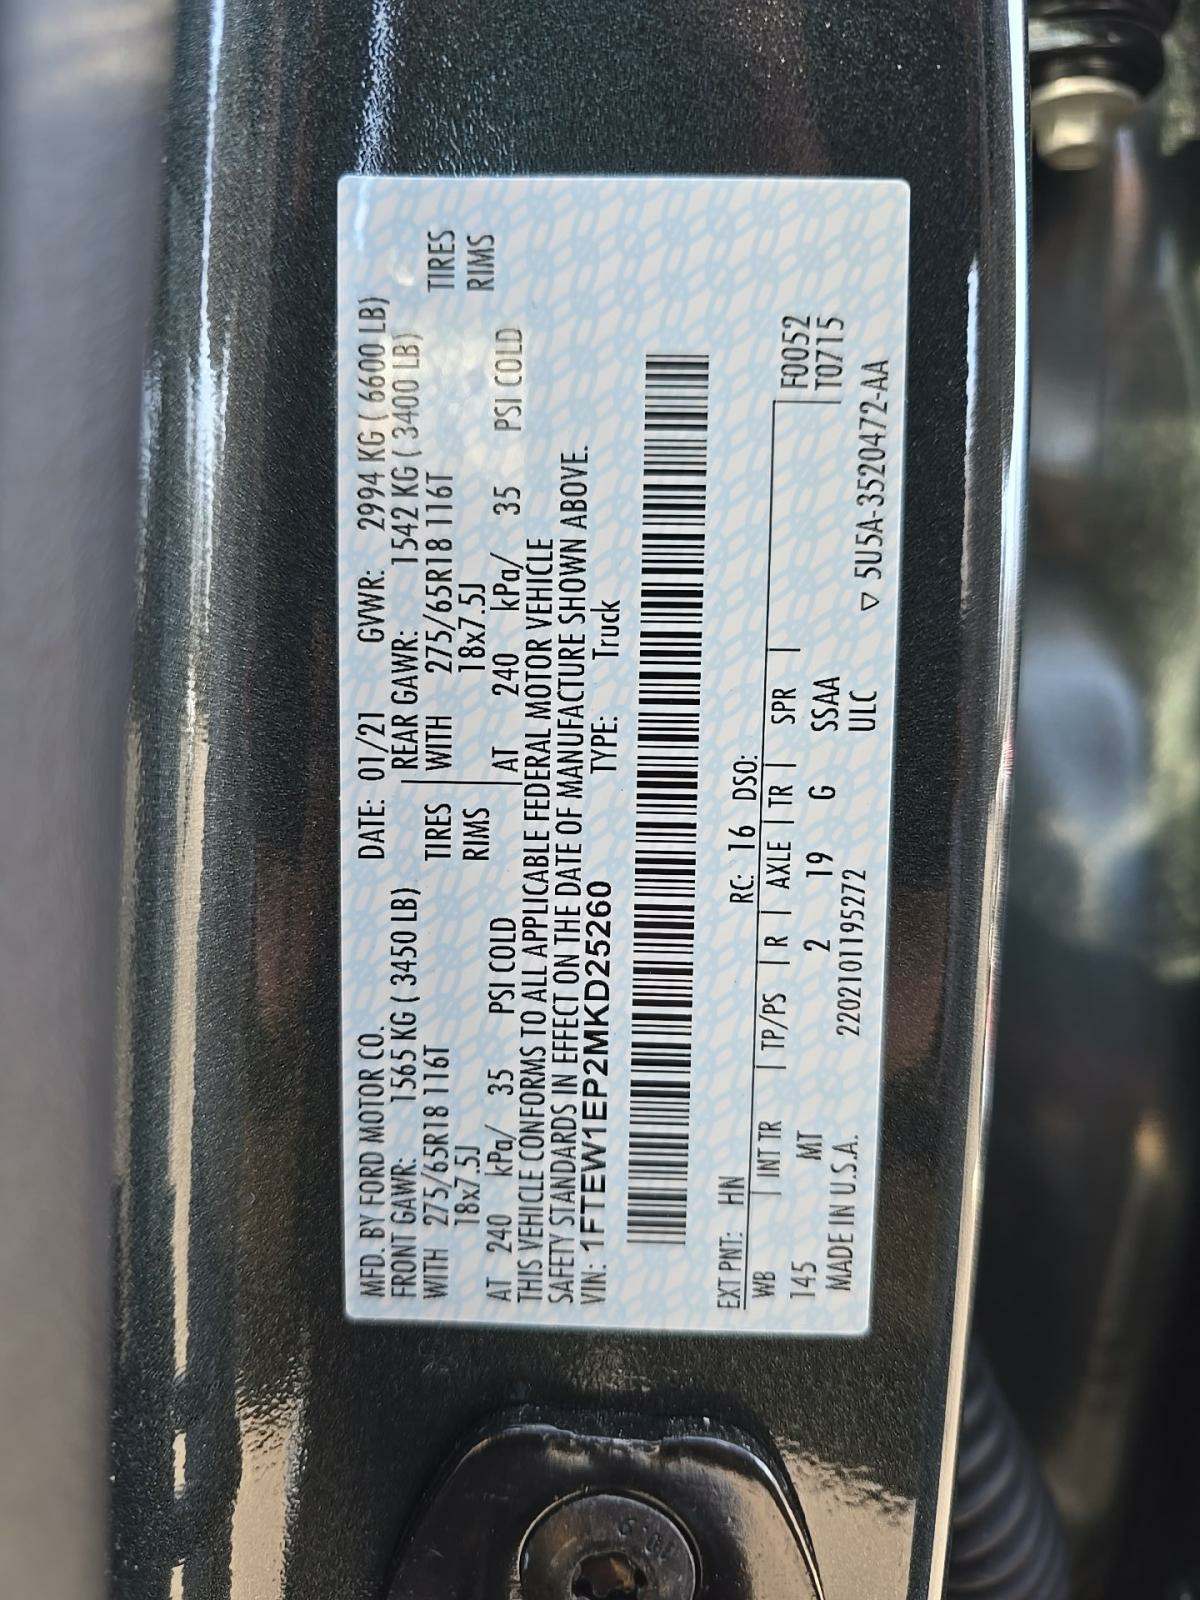 MFD. BY FORD MOTOR CO. DATE: 01/21 GVWR: 2994 KG ( 6600 LB)
FRONT GAWR: 1565 KG ( 3450 LB) REAR GAWR: 1542 KG ( 3400 LB)
WITH 275/65R18 116T TIRES WITH 275/65R18 116T TIRES
18x7.5J RIMS 18x7.5J RIMS
AT 240 kPa/ 35 PSI COLD AT 240 kPa/ 35 PSI COLD
THIS VEHICLE CONFORMS TO ALL APPLICABLE FEDERAL MOTOR VEHICLE
SAFETY STANDARDS IN EFFECT ON THE DATE OF MANUFACTURE SHOWN ABOVE.
VIN: 1FTEW1EP2MKD25260 TYPE: Truck
EXT PNT: HN RC: 16 DSO:
WB | INT TR | TP/PS | R | AXLE | TR | SPR | F0052
145 MT 2 19 G SSAA T0715
MADE IN U.S.A. 220210119527​2 ULC ▽ 5U5A-3520472-AA